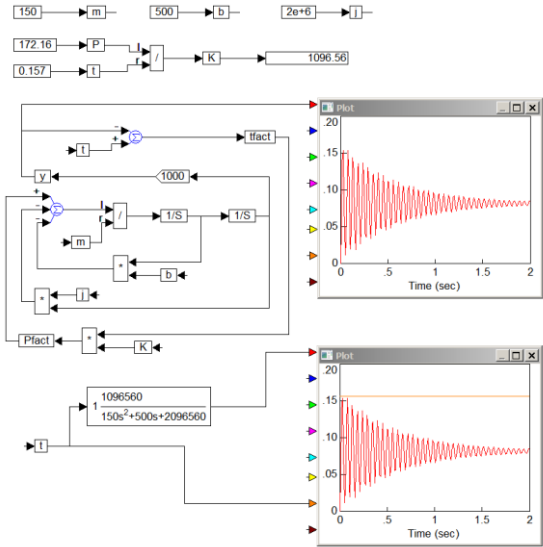 150 m 500 b 2e+6 j
172.16 P l / K 1096.56
0.157 t r
Plot
- Σ + t tfact
.20
.15
.10
.05
0
0 .5 1 1.5 2
Time (sec)
y 1000
+ - - Σ l r / 1/S 1/S
m
* b
* j
Pfact * K
Plot
.20
.15
.10
.05
0
0 .5 1 1.5 2
Time (sec)
1 1096560
150s²+500s+2096560
t